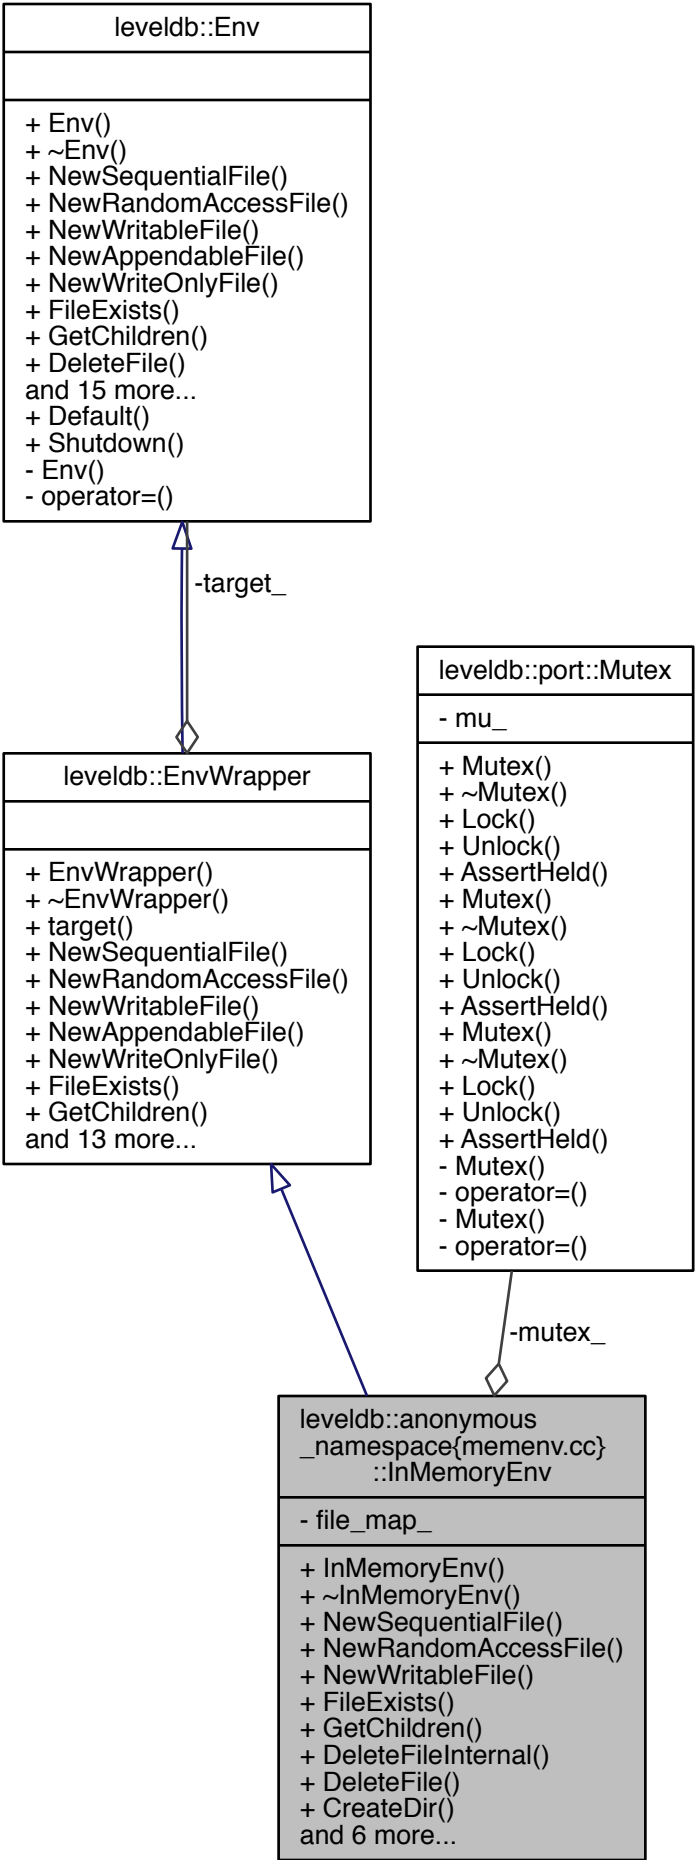 leveldb::Env
+ Env()
+ ~Env()
+ NewSequentialFile()
+ NewRandomAccessFile()
+ NewWritableFile()
+ NewAppendableFile()
+ NewWriteOnlyFile()
+ FileExists()
+ GetChildren()
+ DeleteFile()
and 15 more...
+ Default()
+ Shutdown()
- Env()
- operator=()
-target_
leveldb::EnvWrapper
+ EnvWrapper()
+ ~EnvWrapper()
+ target()
+ NewSequentialFile()
+ NewRandomAccessFile()
+ NewWritableFile()
+ NewAppendableFile()
+ NewWriteOnlyFile()
+ FileExists()
+ GetChildren()
and 13 more...
leveldb::port::Mutex
- mu_
+ Mutex()
+ ~Mutex()
+ Lock()
+ Unlock()
+ AssertHeld()
+ Mutex()
+ ~Mutex()
+ Lock()
+ Unlock()
+ AssertHeld()
+ Mutex()
+ ~Mutex()
+ Lock()
+ Unlock()
+ AssertHeld()
- Mutex()
- operator=()
- Mutex()
- operator=()
-mutex_
leveldb::anonymous
_namespace{memenv.cc}
::InMemoryEnv
- file_map_
+ InMemoryEnv()
+ ~InMemoryEnv()
+ NewSequentialFile()
+ NewRandomAccessFile()
+ NewWritableFile()
+ FileExists()
+ GetChildren()
+ DeleteFileInternal()
+ DeleteFile()
+ CreateDir()
and 6 more...